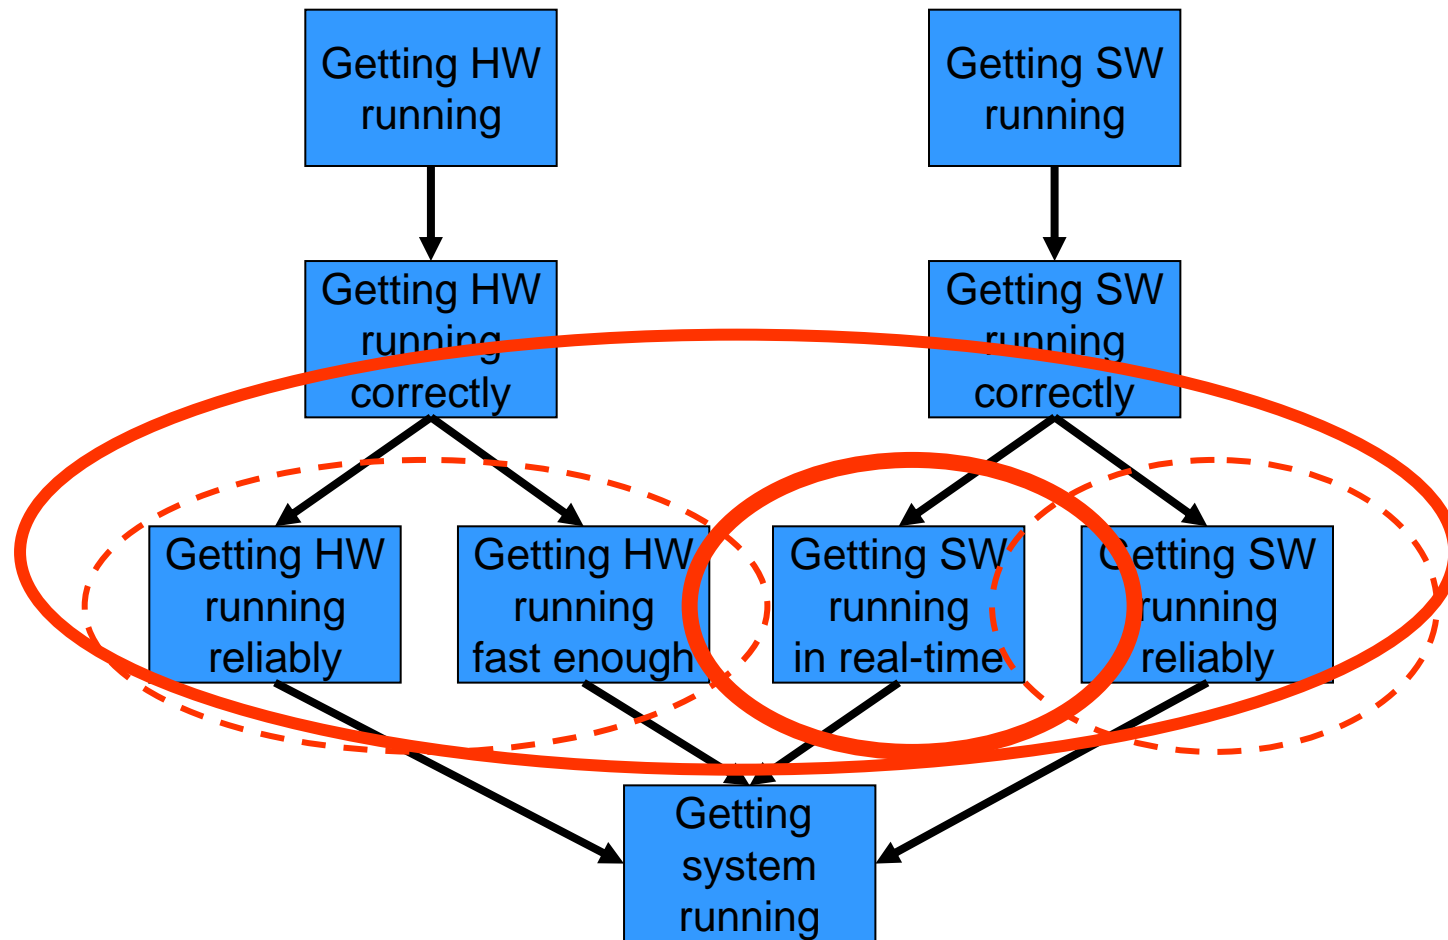 Getting HW
running
Getting SW
running
Getting HW
running
correctly
Getting SW
running
correctly
Getting HW
running
reliably
Getting HW
running
fast enough
Getting SW
running
in real-time
Getting SW
running
reliably
Getting
system
running